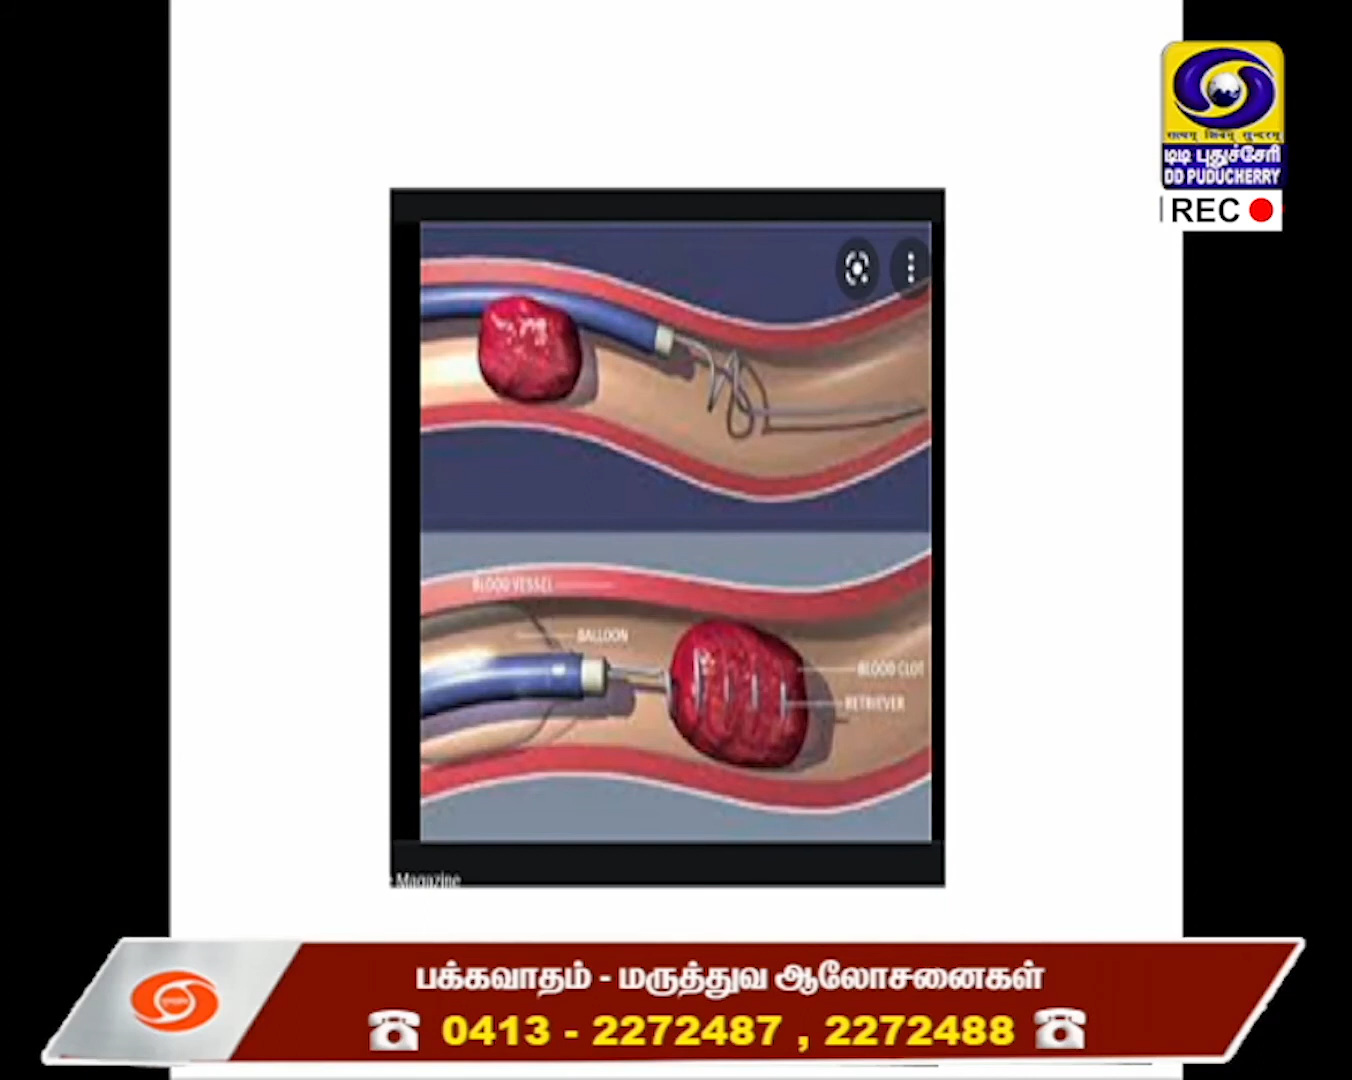 सत्यम् शिवम् सुन्दरम्
டிடி புதுச்சேரி
DD PUDUCHERRY
REC
BLOOD VESSEL
BALLOON
BLOOD CLOT
RETRIEVER
Magazine
பக்கவாதம் - மருத்துவ ஆலோசனைகள்
0413 - 2272487 , 2272488